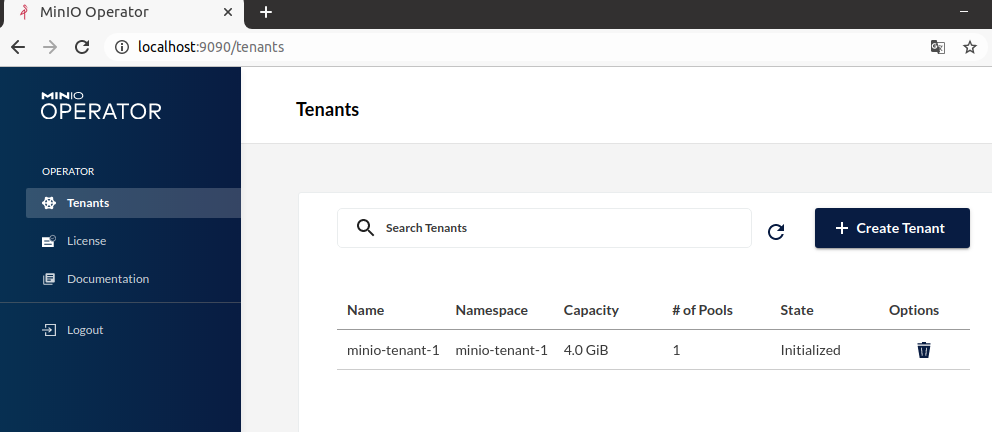 MinIO Operator
localhost:9090/tenants
MINIO
OPERATOR
OPERATOR
Tenants
License
Documentation
Logout
Tenants
Search Tenants
Create Tenant
Name Namespace Capacity # of Pools State Options
minio-tenant-1 minio-tenant-1 4.0 GiB 1 Initialized